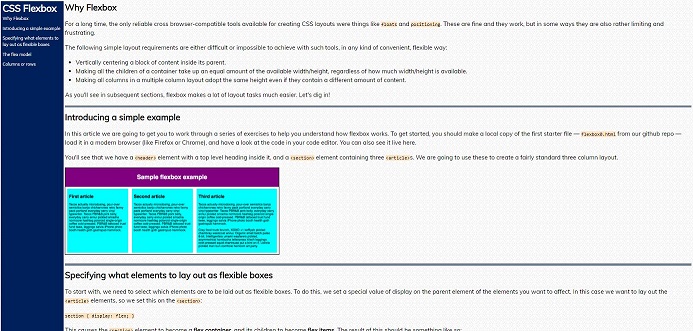 CSS Flexbox
Why Flexbox
Introducing a simple example
Specifying what elements to
lay out as flexible boxes
The flex model
Columns or rows
Why Flexbox
For a long time, the only reliable cross browser-compatible tools available for creating CSS layouts were things like floats and positioning. These are fine and they work, but in some ways they are also rather limiting and
frustrating.
The following simple layout requirements are either difficult or impossible to achieve with such tools, in any kind of convenient, flexible way:
Vertically centering a block of content inside its parent.
Making all the children of a container take up an equal amount of the available width/height, regardless of how much width/height is available.
Making all columns in a multiple column layout adopt the same height even if they contain a different amount of content.
As you'll see in subsequent sections, flexbox makes a lot of layout tasks much easier. Let's dig in!
Introducing a simple example
In this article we are going to get you to work through a series of exercises to help you understand how flexbox works. To get started, you should make a local copy of the first starter file — flexbox0.html from our github repo —
load it in a modern browser (like Firefox or Chrome), and have a look at the code in your code editor. You can also see it live here.
You'll see that we have a <header> element with a top level heading inside it, and a <section> element containing three <article>s. We are going to use these to create a fairly standard three column layout.
Sample flexbox example
First article
Second article
Third article
Specifying what elements to lay out as flexible boxes
To start with, we need to select which elements are to be laid out as flexible boxes. To do this, we set a special value of display on the parent element of the elements you want to affect. In this case we want to lay out the
<article> elements, so we set this on the <section>:
section { display: flex; }
This causes the <section> element to become a flex container, and its children to become flex items. The result of this should be something like so: